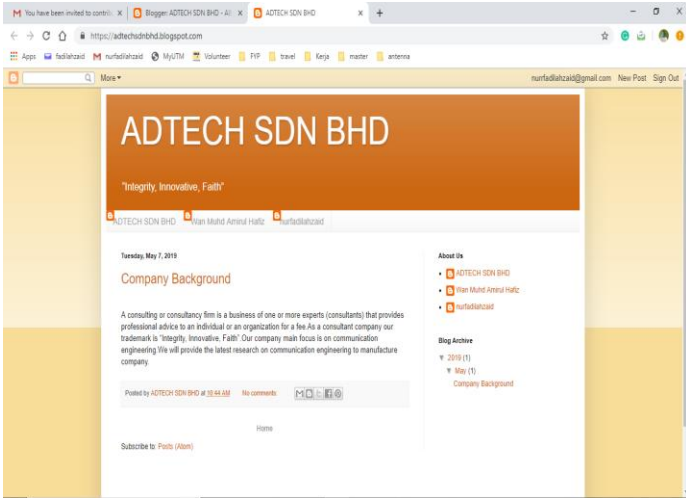 You have been invited to contrib
Blogger: ADTECH SDN BHD - All
ADTECH SDN BHD
https://adtechsdnbhd.blogspot.com
Apps fadilahzaid nurfadilahzaid MyUTM Volunteer FYP travel Kerja master antenna
More
nurrfadilahzaid@gmail.com New Post Sign Out
ADTECH SDN BHD
"Integrity, Innovative, Faith"
ADTECH SDN BHD Wan Muhd Amirul Hafiz nurfadilahzaid
Tuesday, May 7, 2019
Company Background
A consulting or consultancy firm is a business of one or more experts (consultants) that provides
professional advice to an individual or an organization for a fee.As a consultant company our
trademark is "Integrity, Innovative, Faith".Our company main focus is on communication
engineering.We will provide the latest research on communication engineering to manufacture
company.
Posted by ADTECH SDN BHD at 10:44 AM No comments:
Home
Subscribe to: Posts (Atom)
About Us
ADTECH SDN BHD
Wan Muhd Amirul Hafiz
nurfadilahzaid
Blog Archive
▼ 2019 (1)
▼ May (1)
Company Background